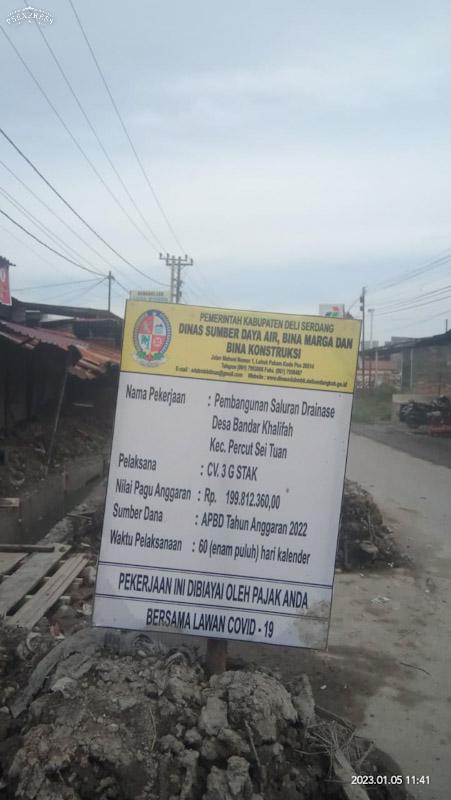 PEMERINTAH KABUPATEN DELI SERDANG
DINAS SUMBER DAYA AIR, BINA MARGA DAN
BINA KONSTRUKSI
Nama Pekerjaan : Pembangunan Saluran Drainase
Desa Bandar Khalifah
Kec. Percut Sei Tuan
Pelaksana : CV. 3 G STAK
Nilai Pagu Anggaran : Rp. 199.812.360,00
Sumber Dana : APBD Tahun Anggaran 2022
Waktu Pelaksanaan : 60 (enam puluh) hari kalender
PEKERJAAN INI DIBIAYAI OLEH PAJAK ANDA
BERSAMA LAWAN COVID - 19
2023.01.05 11:41